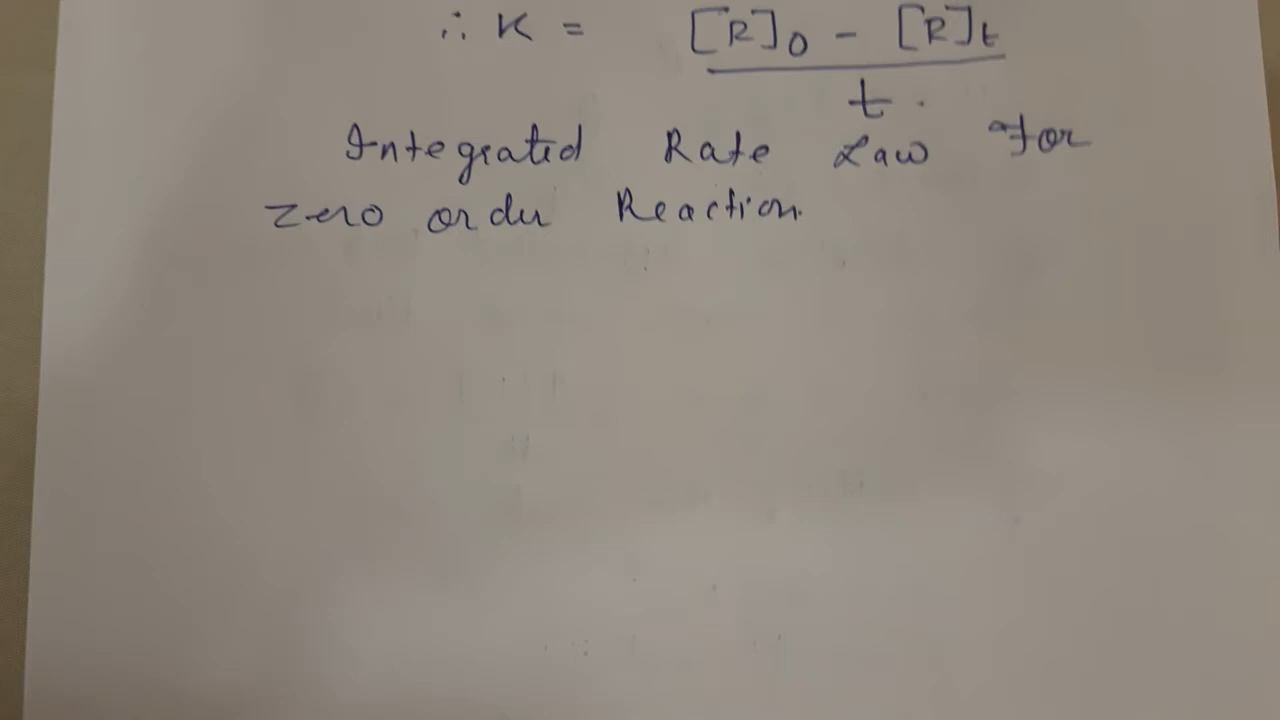 ∴ K = [R]₀ - [R]t
t.
Integrated Rate Law For
Zero order Reaction.